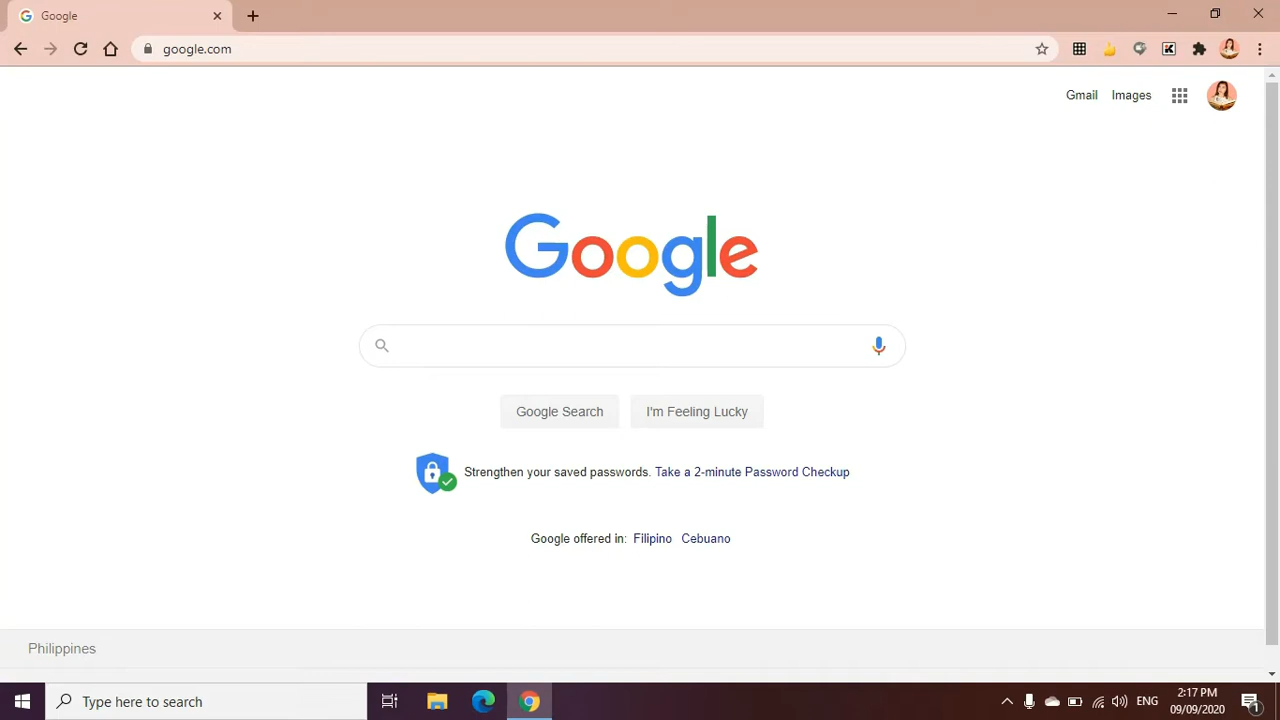 Google
google.com
Gmail Images
Google
Google Search I'm Feeling Lucky
Strengthen your saved passwords. Take a 2-minute Password Checkup
Google offered in: Filipino Cebuano
Philippines
Type here to search
ENG
2:17 PM
09/09/2020
1